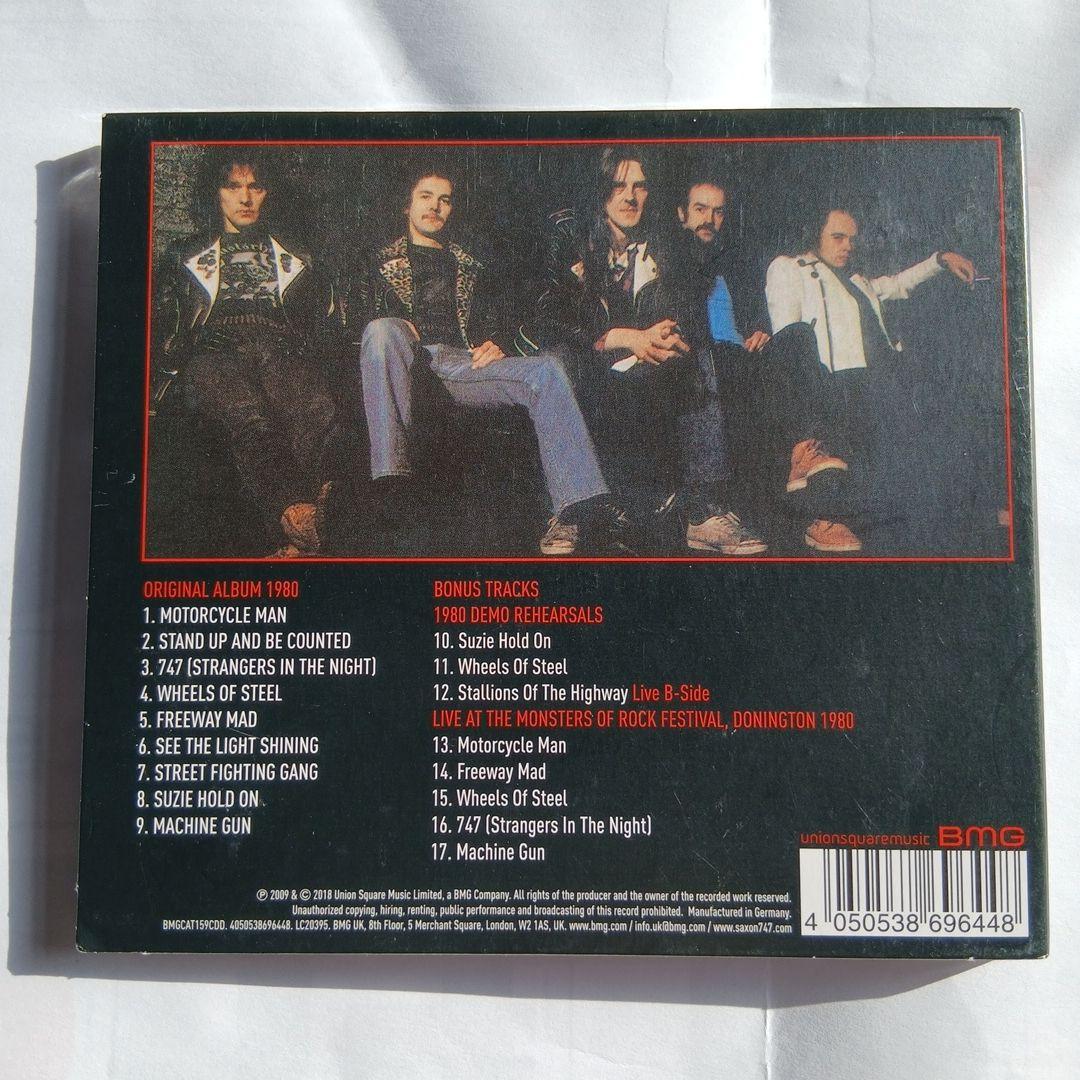 ORIGINAL ALBUM 1980
1. MOTORCYCLE MAN
2. STAND UP AND BE COUNTED
3. 747 (STRANGERS IN THE NIGHT)
4. WHEELS OF STEEL
5. FREEWAY MAD
6. SEE THE LIGHT SHINING
7. STREET FIGHTING GANG
8. SUZIE HOLD ON
9. MACHINE GUN
BONUS TRACKS
1980 DEMO REHEARSALS
10. Suzie Hold On
11. Wheels Of Steel
12. Stallions Of The Highway Live B-Side
LIVE AT THE MONSTERS OF ROCK FESTIVAL, DONINGTON 1980
13. Motorcycle Man
14. Freeway Mad
15. Wheels Of Steel
16. 747 (Strangers In The Night)
17. Machine Gun
unionsquaremusic BMG
℗ 2009 & © 2018 Union Square Music Limited, a BMG Company. All rights of the producer and the owner of the recorded work reserved.
Unauthorized copying, hiring, renting, public performance and broadcasting of this record prohibited. Manufactured in Germany.
BMGCAT159CDD. 4050538696448. LC20395. BMG UK, 8th Floor, 5 Merchant Square, London, W2 1AS, UK. www.bmg.com / info.uk@bmg.com / www.saxon747.com
4 050538 696448